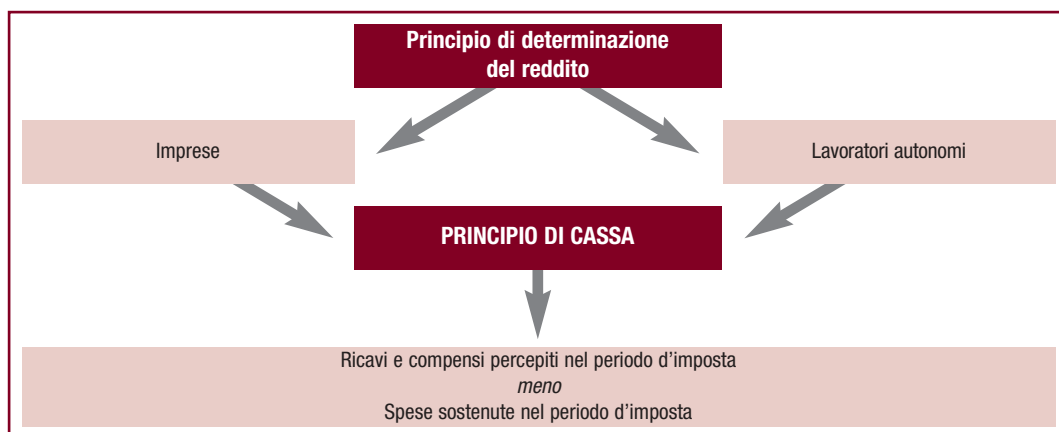 Principio di determinazione
del reddito
Imprese
Lavoratori autonomi
PRINCIPIO DI CASSA
Ricavi e compensi percepiti nel periodo d’imposta
meno
Spese sostenute nel periodo d’imposta